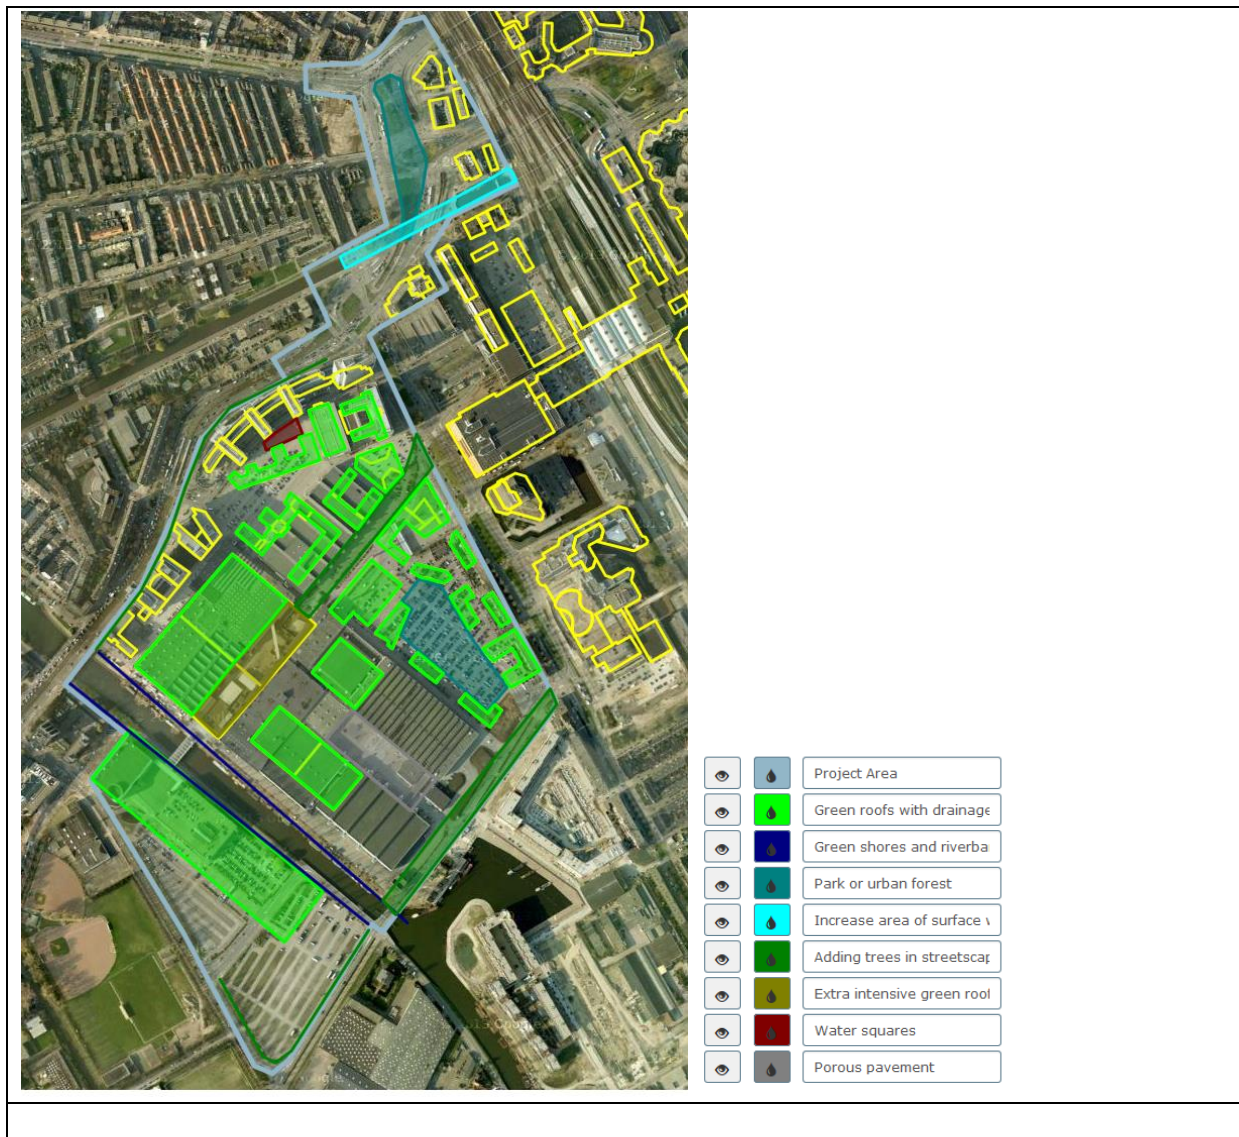 Project Area
Green roofs with drainage
Green shores and riverba
Park or urban forest
Increase area of surface v
Adding trees in streetscap
Extra intensive green roof
Water squares
Porous pavement